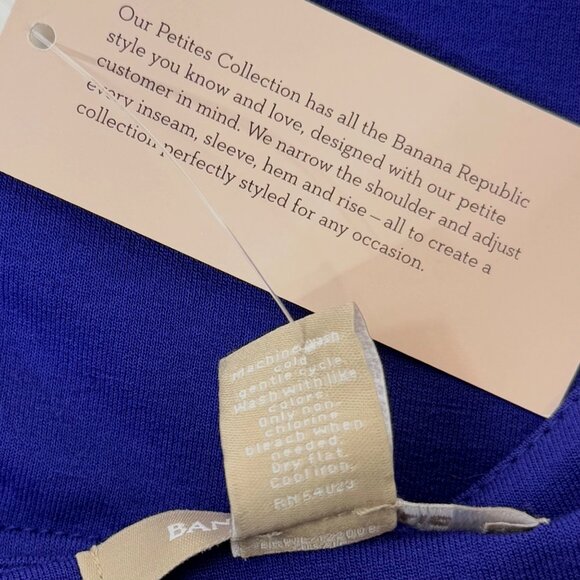 Our Petites Collection has all the Banana Republic
style you know and love, designed with our petite
customer in mind. We narrow the shoulder and adjust
every inseam, sleeve, hem and rise – all to create a
collection perfectly styled for any occasion.
Machine wash
cold
gentle cycle.
Wash with like
colors.
Only non-
chlorine
bleach when
needed.
Dry flat.
Cool iron.
RN 54023
BAN